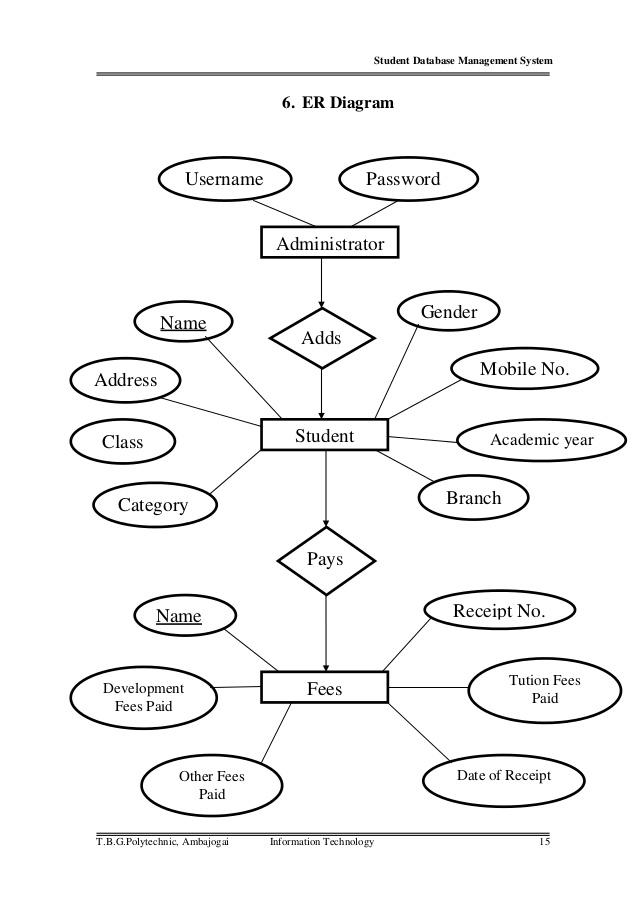 Student Database Management System
6. ER Diagram
Username
Password
Administrator
Name
Adds
Gender
Address
Mobile No.
Class
Student
Academic year
Category
Branch
Pays
Name
Receipt No.
Development
Fees Paid
Fees
Tution Fees
Paid
Other Fees
Paid
Date of Receipt
T.B.G.Polytechnic, Ambajogai Information Technology 15